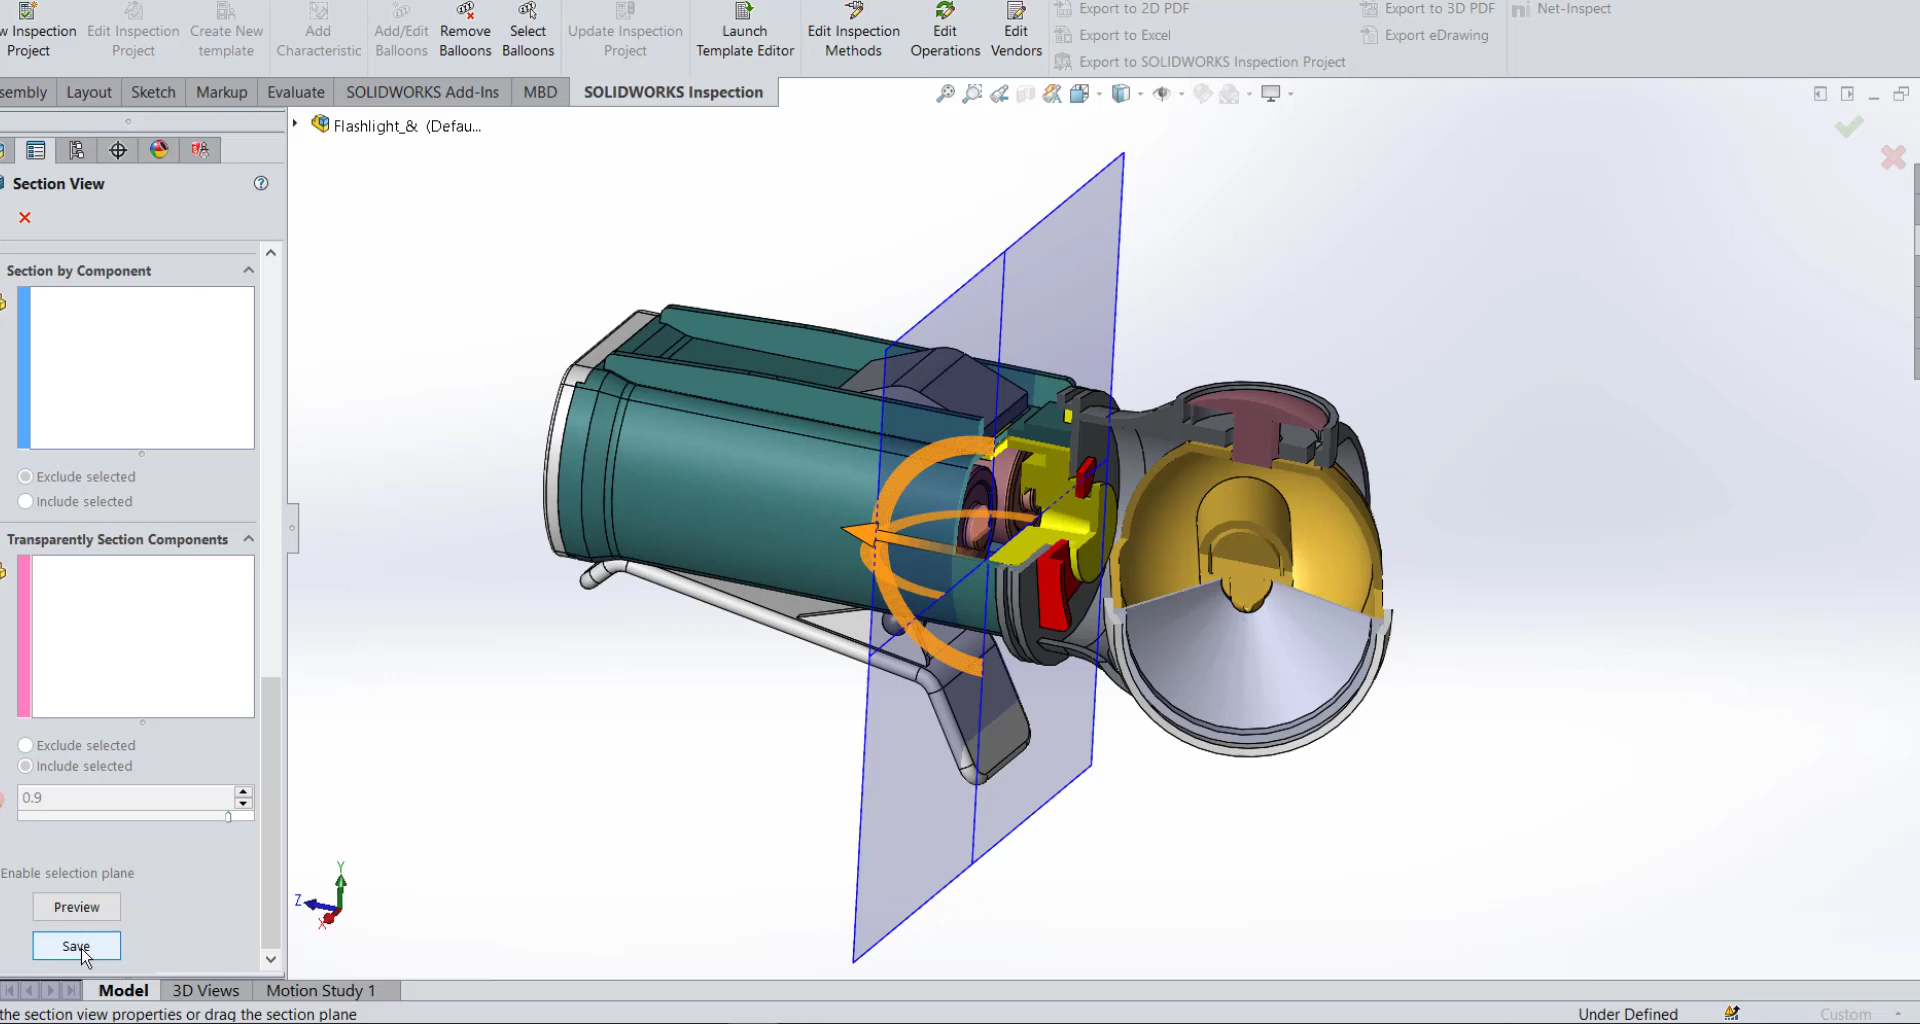 w Inspection Project
Edit Inspection Project
Create New template
Add Characteristic
Add/Edit Balloons
Remove Balloons
Select Balloons
Update Inspection Project
Launch Template Editor
Edit Inspection Methods
Edit Operations
Edit Vendors
Export to 2D PDF
Export to Excel
Export to SOLIDWORKS Inspection Project
Export to 3D PDF
Export eDrawing
Net-Inspect
sembly
Layout
Sketch
Markup
Evaluate
SOLIDWORKS Add-Ins
MBD
SOLIDWORKS Inspection
Flashlight_& (Defau...
Section View
Section by Component
Exclude selected
Include selected
Transparently Section Components
Exclude selected
Include selected
0.9
Enable selection plane
Preview
Save
Y
Z
X
Model
3D Views
Motion Study 1
the section view properties or drag the section plane
Under Defined
Custom